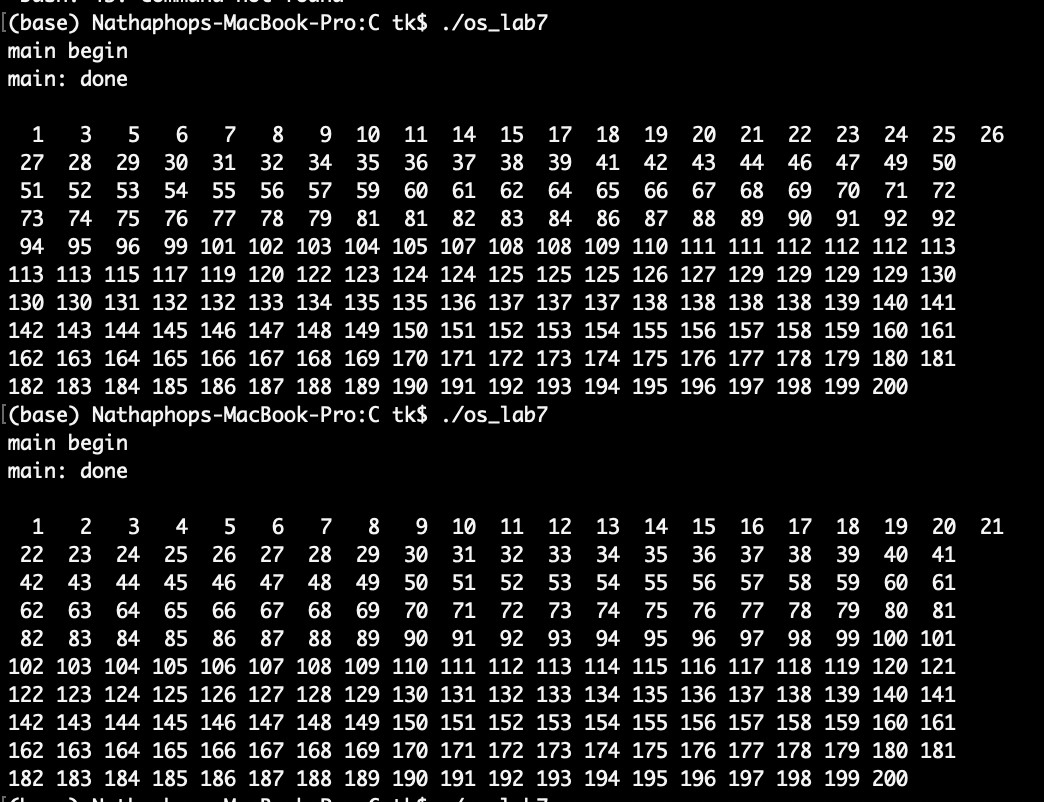 (base) Nathaphops-MacBook-Pro:C tk$ ./os_lab7
main begin
main: done
1 3 5 6 7 8 9 10 11 14 15 17 18 19 20 21 22 23 24 25 26
27 28 29 30 31 32 34 35 36 37 38 39 41 42 43 44 46 47 49 50
51 52 53 54 55 56 57 59 60 61 62 64 65 66 67 68 69 70 71 72
73 74 75 76 77 78 79 81 81 82 83 84 86 87 88 89 90 91 92 92
94 95 96 99 101 102 103 104 105 107 108 108 109 110 111 111 112 112 112 113
113 113 115 117 119 120 122 123 124 124 125 125 125 126 127 129 129 129 129 130
130 130 131 132 132 133 134 135 135 136 137 137 137 138 138 138 138 139 140 141
142 143 144 145 146 147 148 149 150 151 152 153 154 155 156 157 158 159 160 161
162 163 164 165 166 167 168 169 170 171 172 173 174 175 176 177 178 179 180 181
182 183 184 185 186 187 188 189 190 191 192 193 194 195 196 197 198 199 200
(base) Nathaphops-MacBook-Pro:C tk$ ./os_lab7
main begin
main: done
1 2 3 4 5 6 7 8 9 10 11 12 13 14 15 16 17 18 19 20 21
22 23 24 25 26 27 28 29 30 31 32 33 34 35 36 37 38 39 40 41
42 43 44 45 46 47 48 49 50 51 52 53 54 55 56 57 58 59 60 61
62 63 64 65 66 67 68 69 70 71 72 73 74 75 76 77 78 79 80 81
82 83 84 85 86 87 88 89 90 91 92 93 94 95 96 97 98 99 100 101
102 103 104 105 106 107 108 109 110 111 112 113 114 115 116 117 118 119 120 121
122 123 124 125 126 127 128 129 130 131 132 133 134 135 136 137 138 139 140 141
142 143 144 145 146 147 148 149 150 151 152 153 154 155 156 157 158 159 160 161
162 163 164 165 166 167 168 169 170 171 172 173 174 175 176 177 178 179 180 181
182 183 184 185 186 187 188 189 190 191 192 193 194 195 196 197 198 199 200